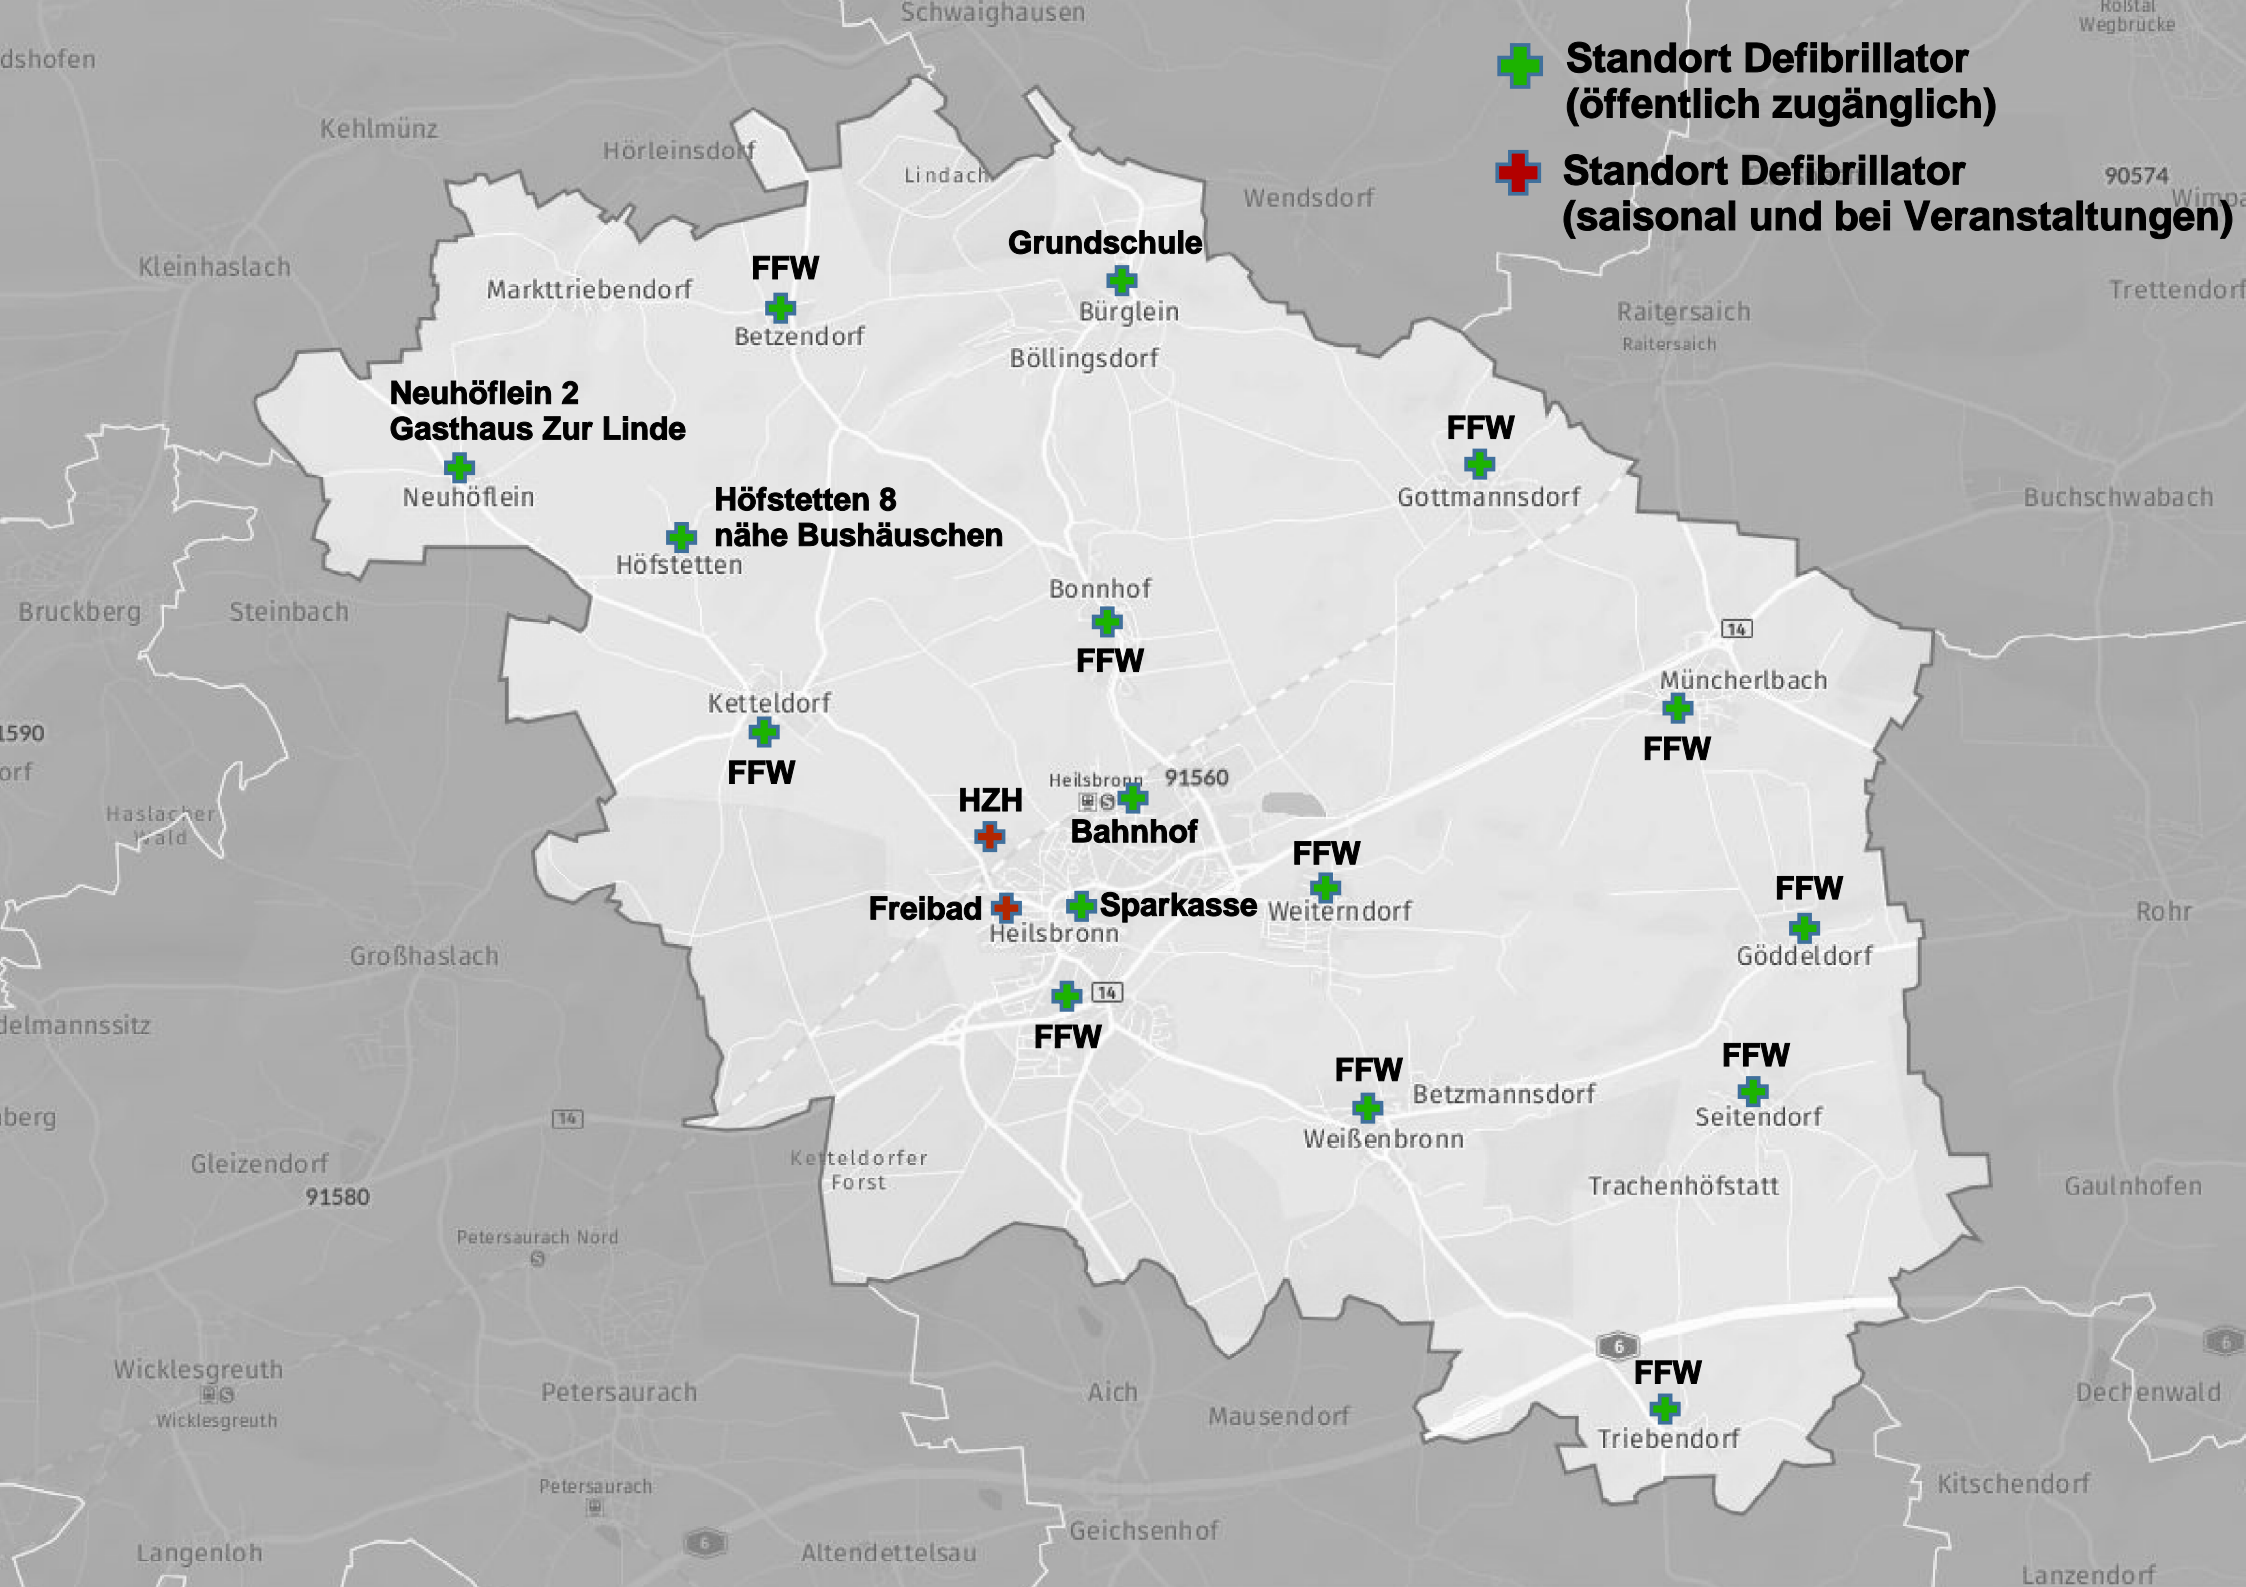 Schwaighausen
Roßtal
Wegbrücke
dshofen
Standort Defibrillator
(öffentlich zugänglich)
Kehlmünz
Hörleinsdorf
Lindach
Standort Defibrillator
(saisonal und bei Veranstaltungen)
90574
Wendsdorf
Grundschule
Kleinhaslach
FFW
Markttriebendorf
Betzendorf
Bürglein
Trettendorf
Raitersaich
Raitersaich
Böllingsdorf
Neuhöflein 2
Gasthaus Zur Linde
FFW
Neuhöflein
Gottmannsdorf
Buchschwabach
Höfstetten 8
nähe Bushäuschen
Höfstetten
Bonnhof
Bruckberg
Steinbach
FFW
14
Müncherlbach
Ketteldorf
FFW
1590
orf
FFW
Heilsbronn
91560
HZH
Bahnhof
Haslacher
Wald
FFW
FFW
Freibad
Sparkasse
Weiterndorf
Rohr
Heilsbronn
Großhaslach
Göddeldorf
14
FFW
delmannssitz
FFW
FFW
Betzmannsdorf
Seitendorf
berg
14
Weißenbronn
Gleizendorf
Ketteldorfer
Forst
Trachenhöfstatt
Gaulnhofen
91580
Petersaurach Nord
6
6
FFW
Wicklesgreuth
Wicklesgreuth
Petersaurach
Aich
Mausendorf
Dechenwald
Triebendorf
Petersaurach
Kitschendorf
6
Geichsenhof
Langenloh
Altendettelsau
Lanzendorf